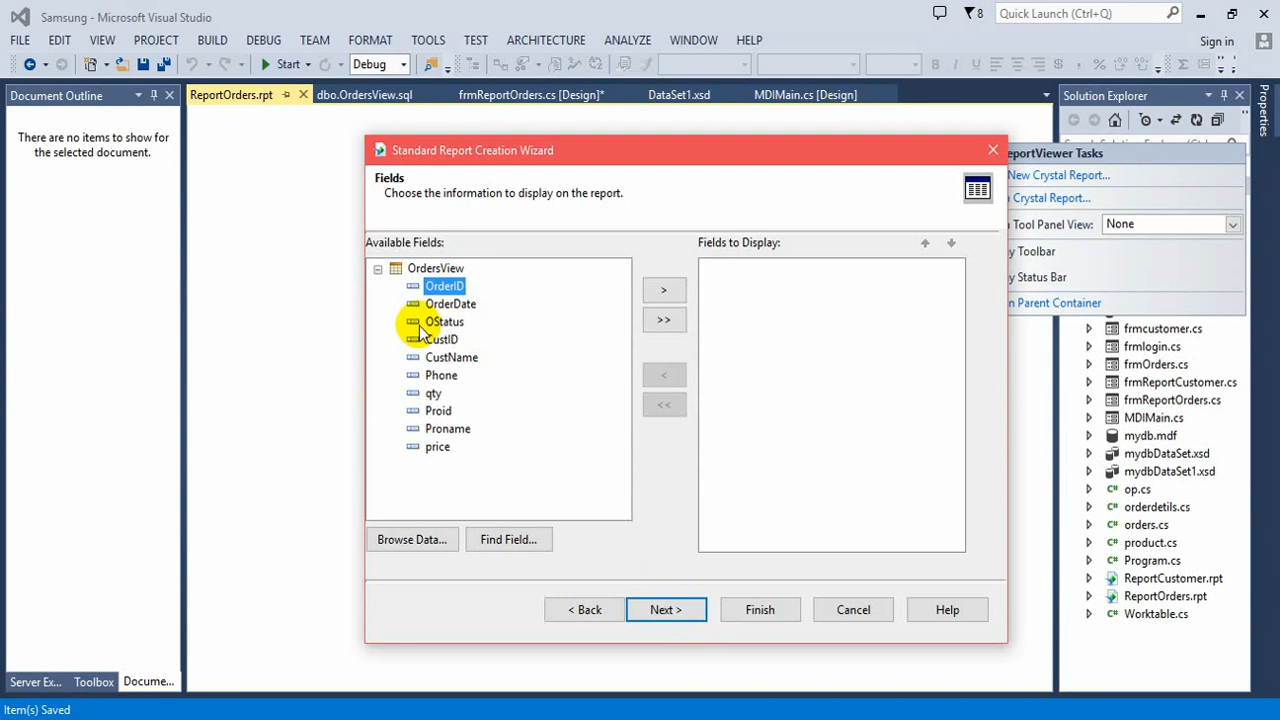 Samsung - Microsoft Visual Studio
8
Quick Launch (Ctrl+Q)
FILE EDIT VIEW PROJECT BUILD DEBUG TEAM FORMAT TOOLS TEST ARCHITECTURE ANALYZE WINDOW HELP
Sign in
Start Debug
Document Outline
ReportOrders.rpt dbo.OrdersView.sql frmReportOrders.cs [Design]* DataSet1.xsd MDIMain.cs [Design]
Solution Explorer
Properties
There are no items to show for
the selected document.
Standard Report Creation Wizard
Fields
Choose the information to display on the report.
Available Fields:
OrdersView
OrderID
OrderDate
OStatus
CustID
CustName
Phone
qty
Proid
Proname
price
Browse Data...
Find Field...
>
>>
<
<<
Fields to Display:
< Back
Next >
Finish
Cancel
Help
eportViewer Tasks
New Crystal Report...
Crystal Report...
Tool Panel View: None
y Toolbar
y Status Bar
n Parent Container
frmcustomer.cs
frmlogin.cs
frmOrders.cs
frmReportCustomer.cs
frmReportOrders.cs
MDIMain.cs
mydb.mdf
mydbDataSet.xsd
mydbDataSet1.xsd
op.cs
orderdetils.cs
orders.cs
product.cs
Program.cs
ReportCustomer.rpt
ReportOrders.rpt
Worktable.cs
Server Ex... Toolbox Docume...
Item(s) Saved